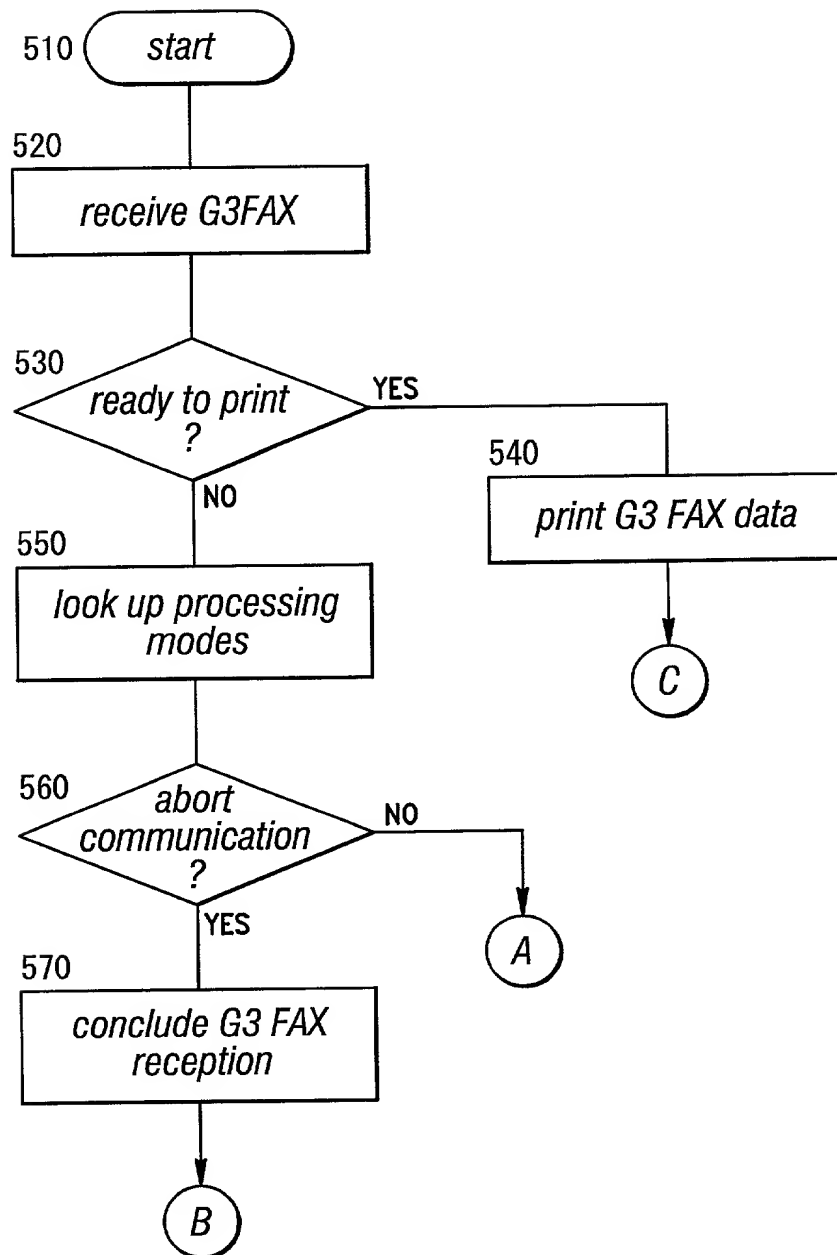 510
start
520
receive G3FAX
530
ready to print
?
YES
NO
540
print G3 FAX data
C
550
look up processing
modes
560
abort
communication
?
NO
A
YES
570
conclude G3 FAX
reception
B